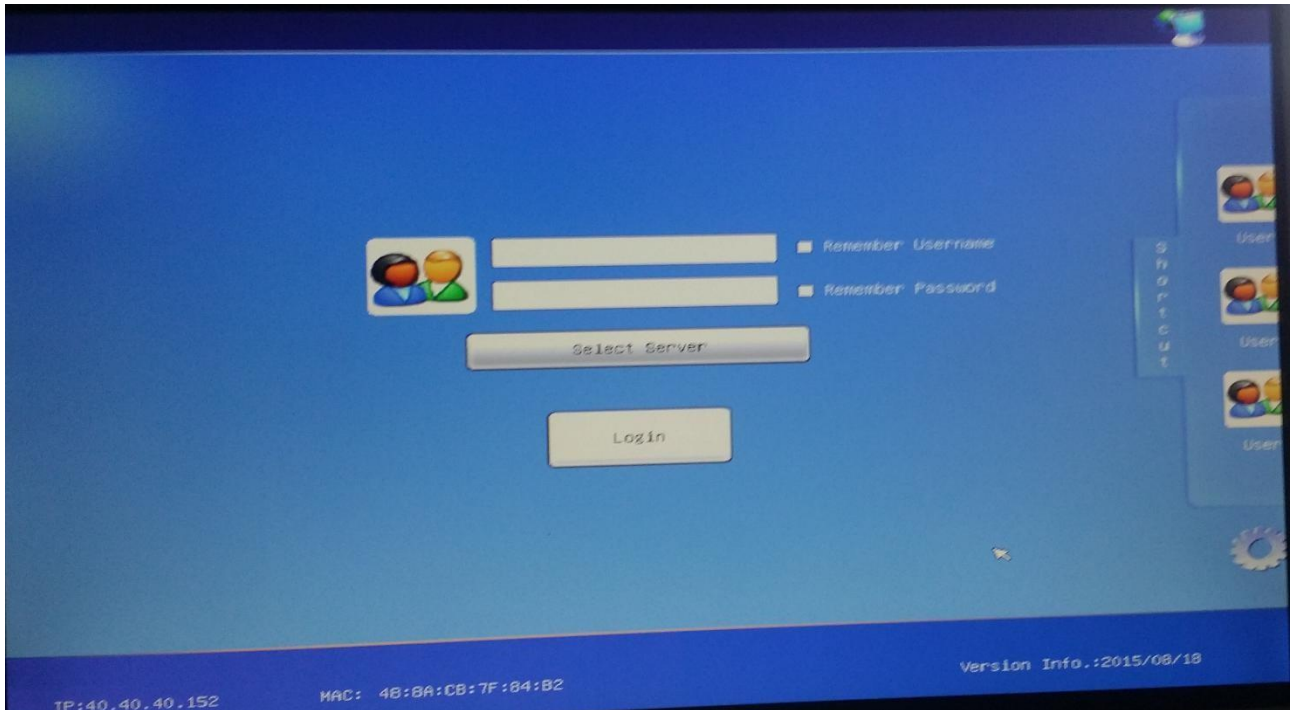 Remember Username
Remember Password
Select Server
Login
Shortcut
User
User
User
Version Info.:2015/08/18
MAC: 48:8A:CB:7F:84:B2
IP:40.40.40.152